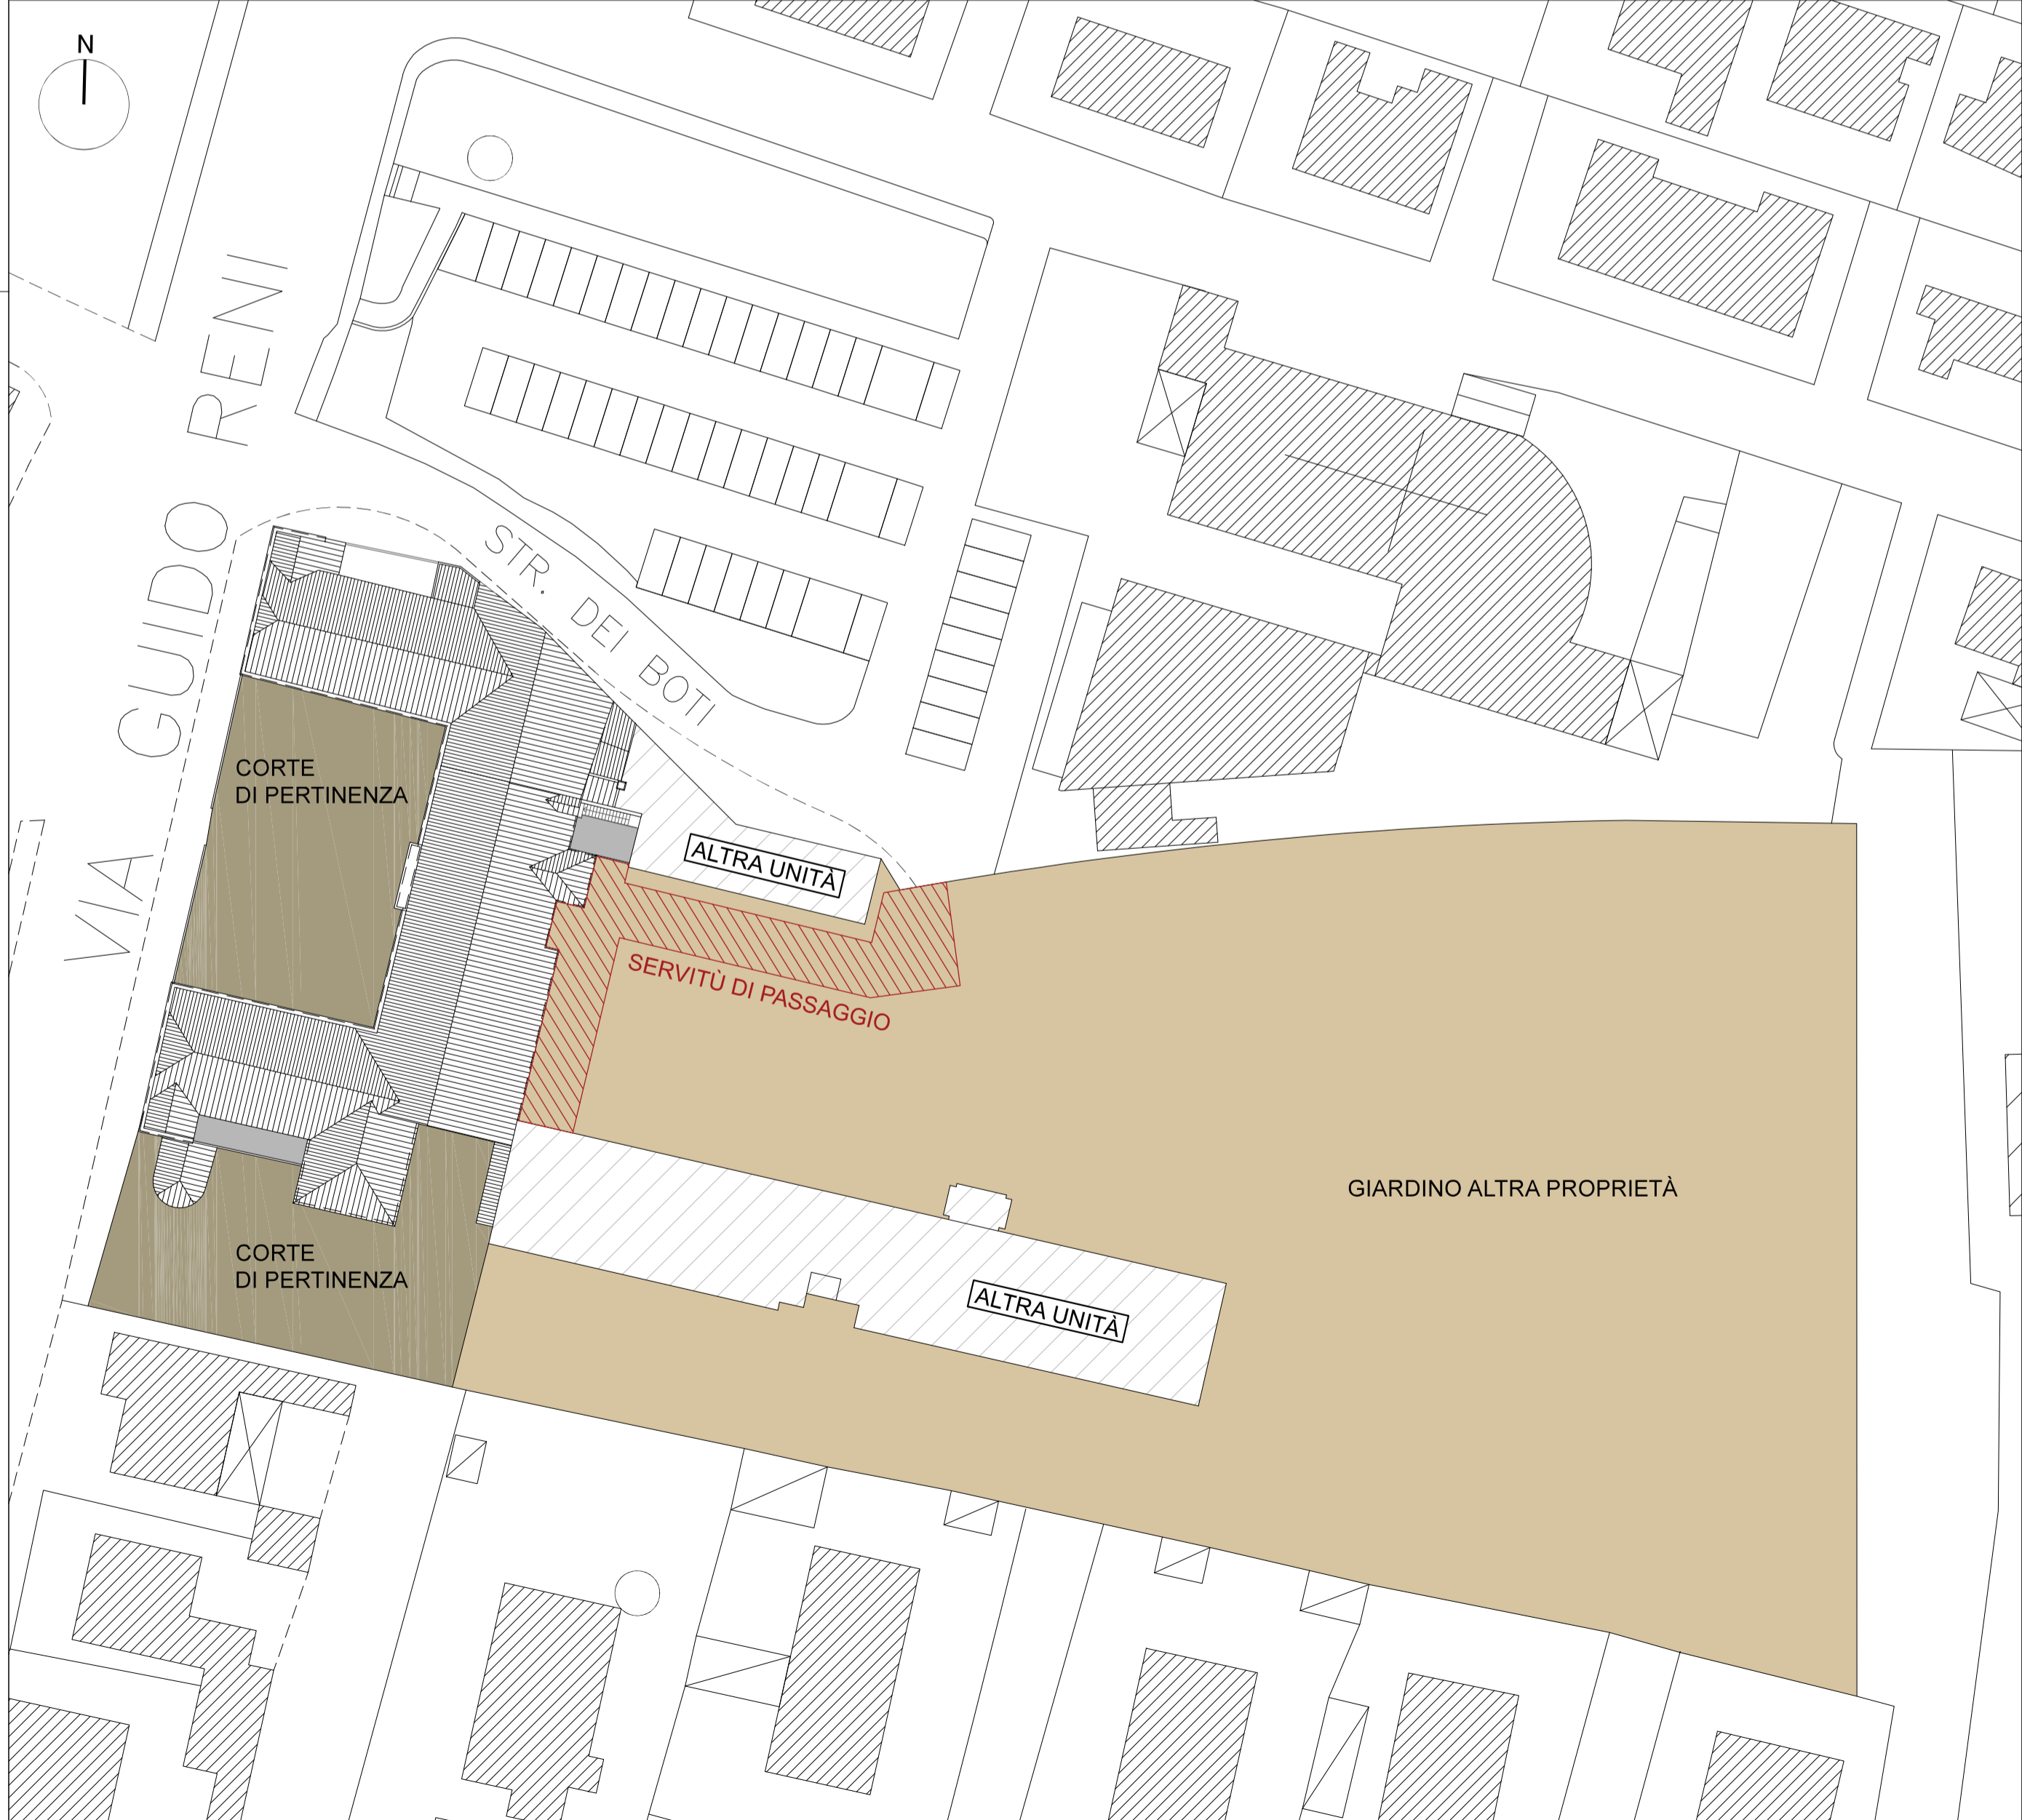 N
VIA GUIDO RENI
STR. DEI BOTI
CORTE
DI PERTINENZA
ALTRA UNITÀ
SERVITÙ DI PASSAGGIO
GIARDINO ALTRA PROPRIETÀ
CORTE
DI PERTINENZA
ALTRA UNITÀ